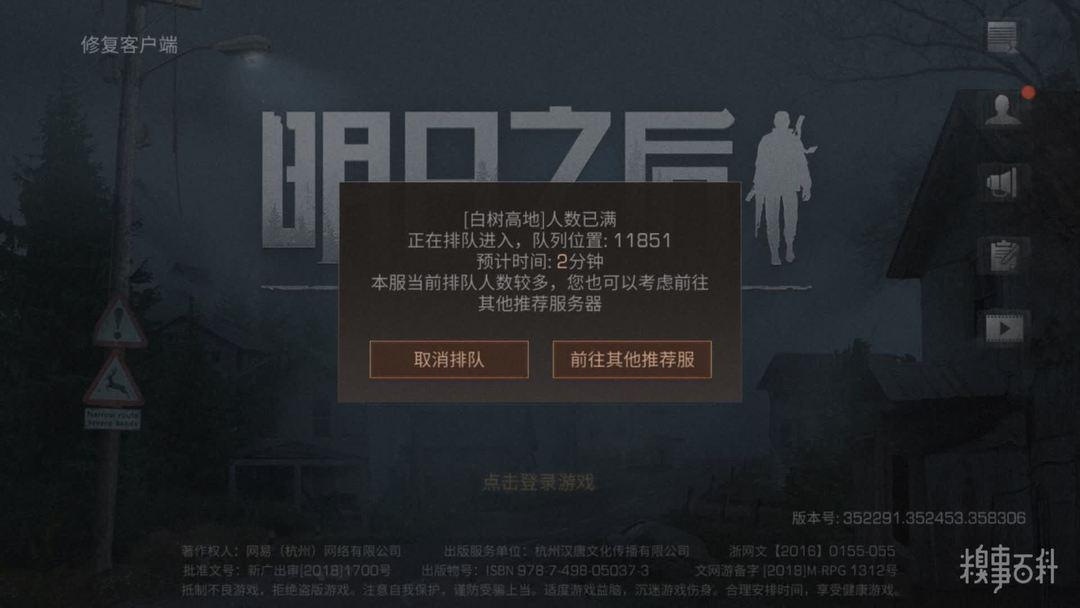 修复客户端
明日之后
[白树高地]人数已满
正在排队进入，队列位置: 11851
预计时间: 2分钟
本服当前排队人数较多，您也可以考虑前往
其他推荐服务器
取消排队
前往其他推荐服
Narrow route
Severe bends
点击登录游戏
版本号: 352291.352453.358306
著作权人：网易（杭州）网络有限公司 出版服务单位：杭州汉唐文化传播有限公司 浙网文【2016】0155-055
批准文号：新广出审[2018]1700号 出版物号：ISBN 978-7-498-05037-3 文网游备字 [2018]M-RPG 1312号
抵制不良游戏，拒绝盗版游戏。注意自我保护，谨防受骗上当。适度游戏益脑，沉迷游戏伤身。合理安排时间，享受健康游戏。
糗事百科